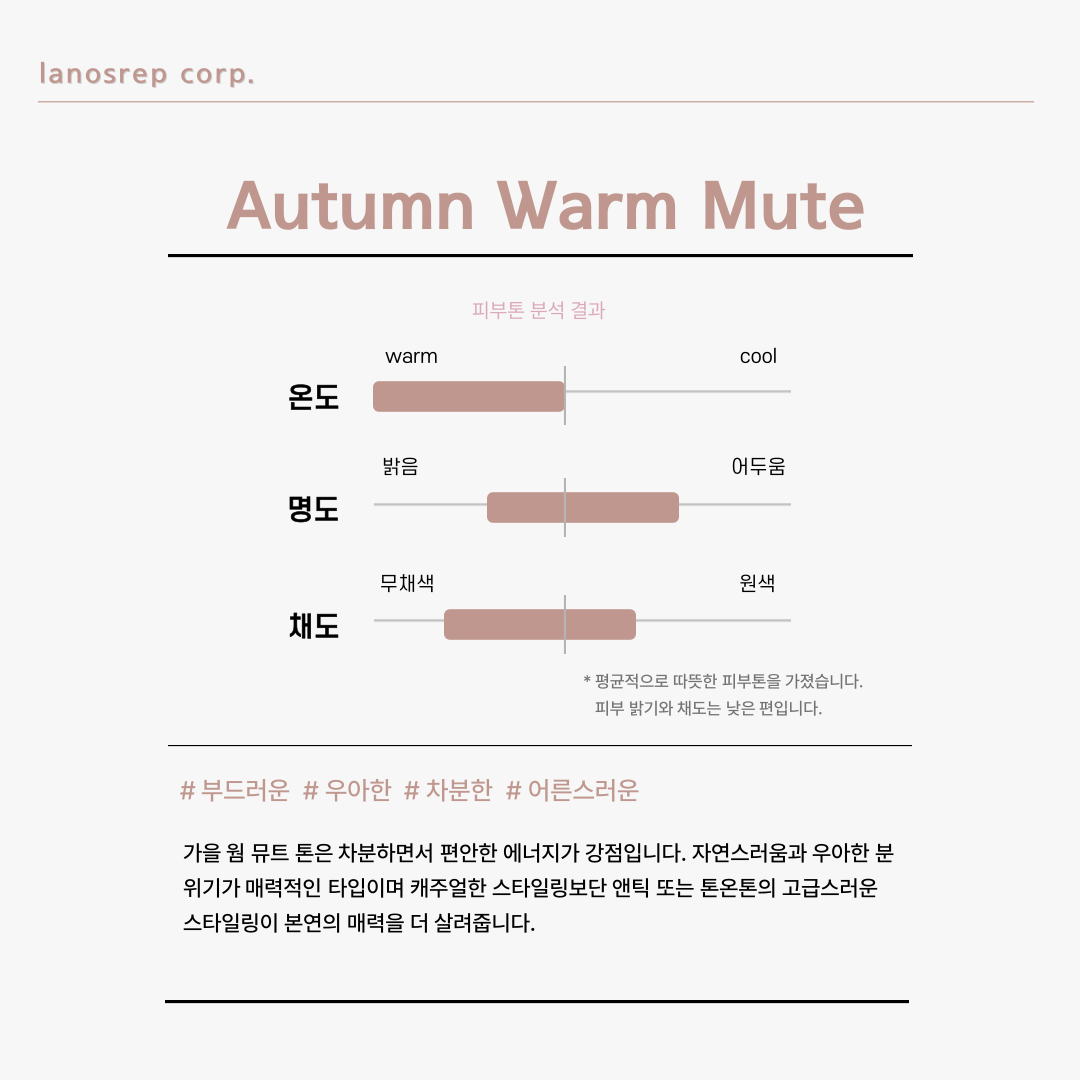 lanosrep corp.
Autumn Warm Mute
피부톤 분석 결과
warm cool
온도
밝음 어두움
명도
무채색 원색
채도
* 평균적으로 따뜻한 피부톤을 가졌습니다.
피부 밝기와 채도는 낮은 편입니다.
# 부드러운 # 우아한 # 차분한 # 어른스러운
가을 웜 뮤트 톤은 차분하면서 편안한 에너지가 강점입니다. 자연스러움과 우아한 분
위기가 매력적인 타입이며 캐주얼한 스타일링보단 앤틱 또는 톤온톤의 고급스러운
스타일링이 본연의 매력을 더 살려줍니다.